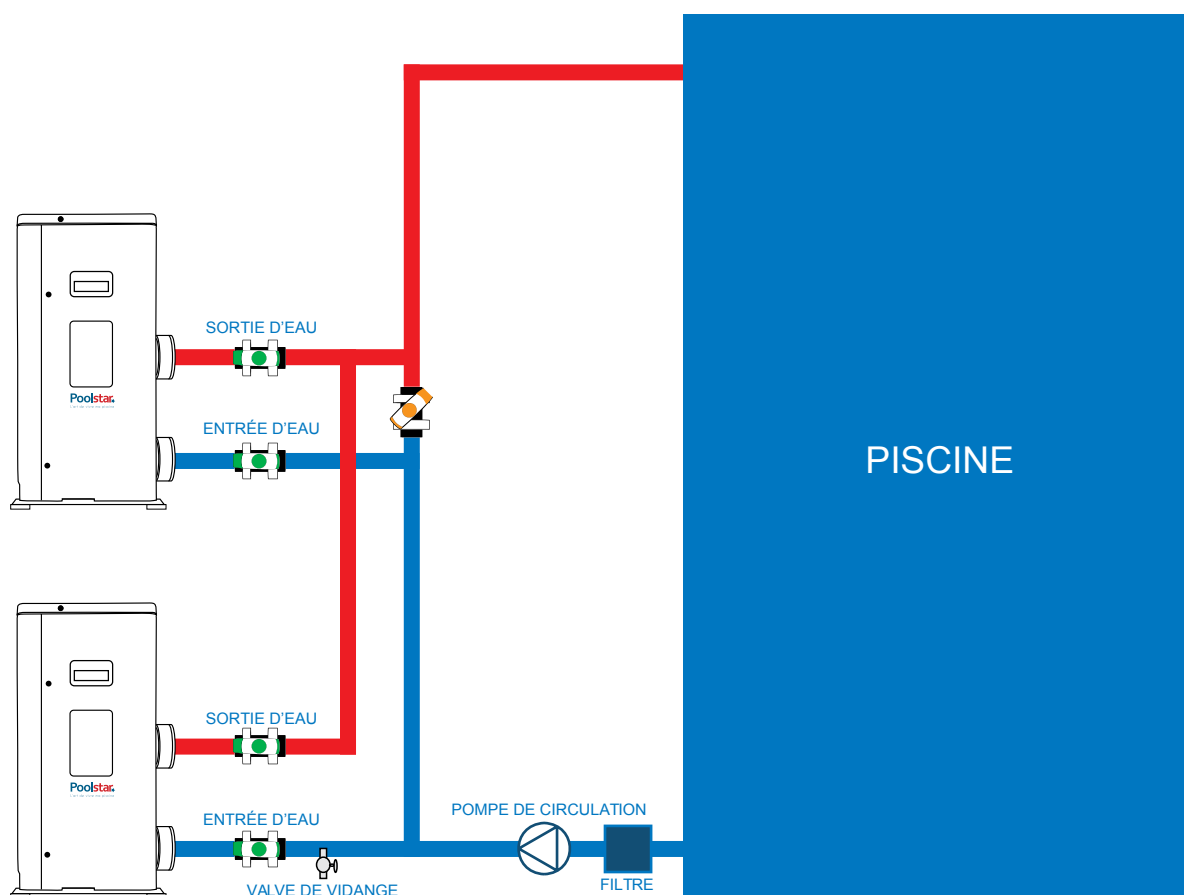 SORTIE D'EAU
Poolstar
ENTRÉE D'EAU
PISCINE
SORTIE D'EAU
Poolstar
ENTRÉE D'EAU
POMPE DE CIRCULATION
VALVE DE VIDANGE
FILTRE